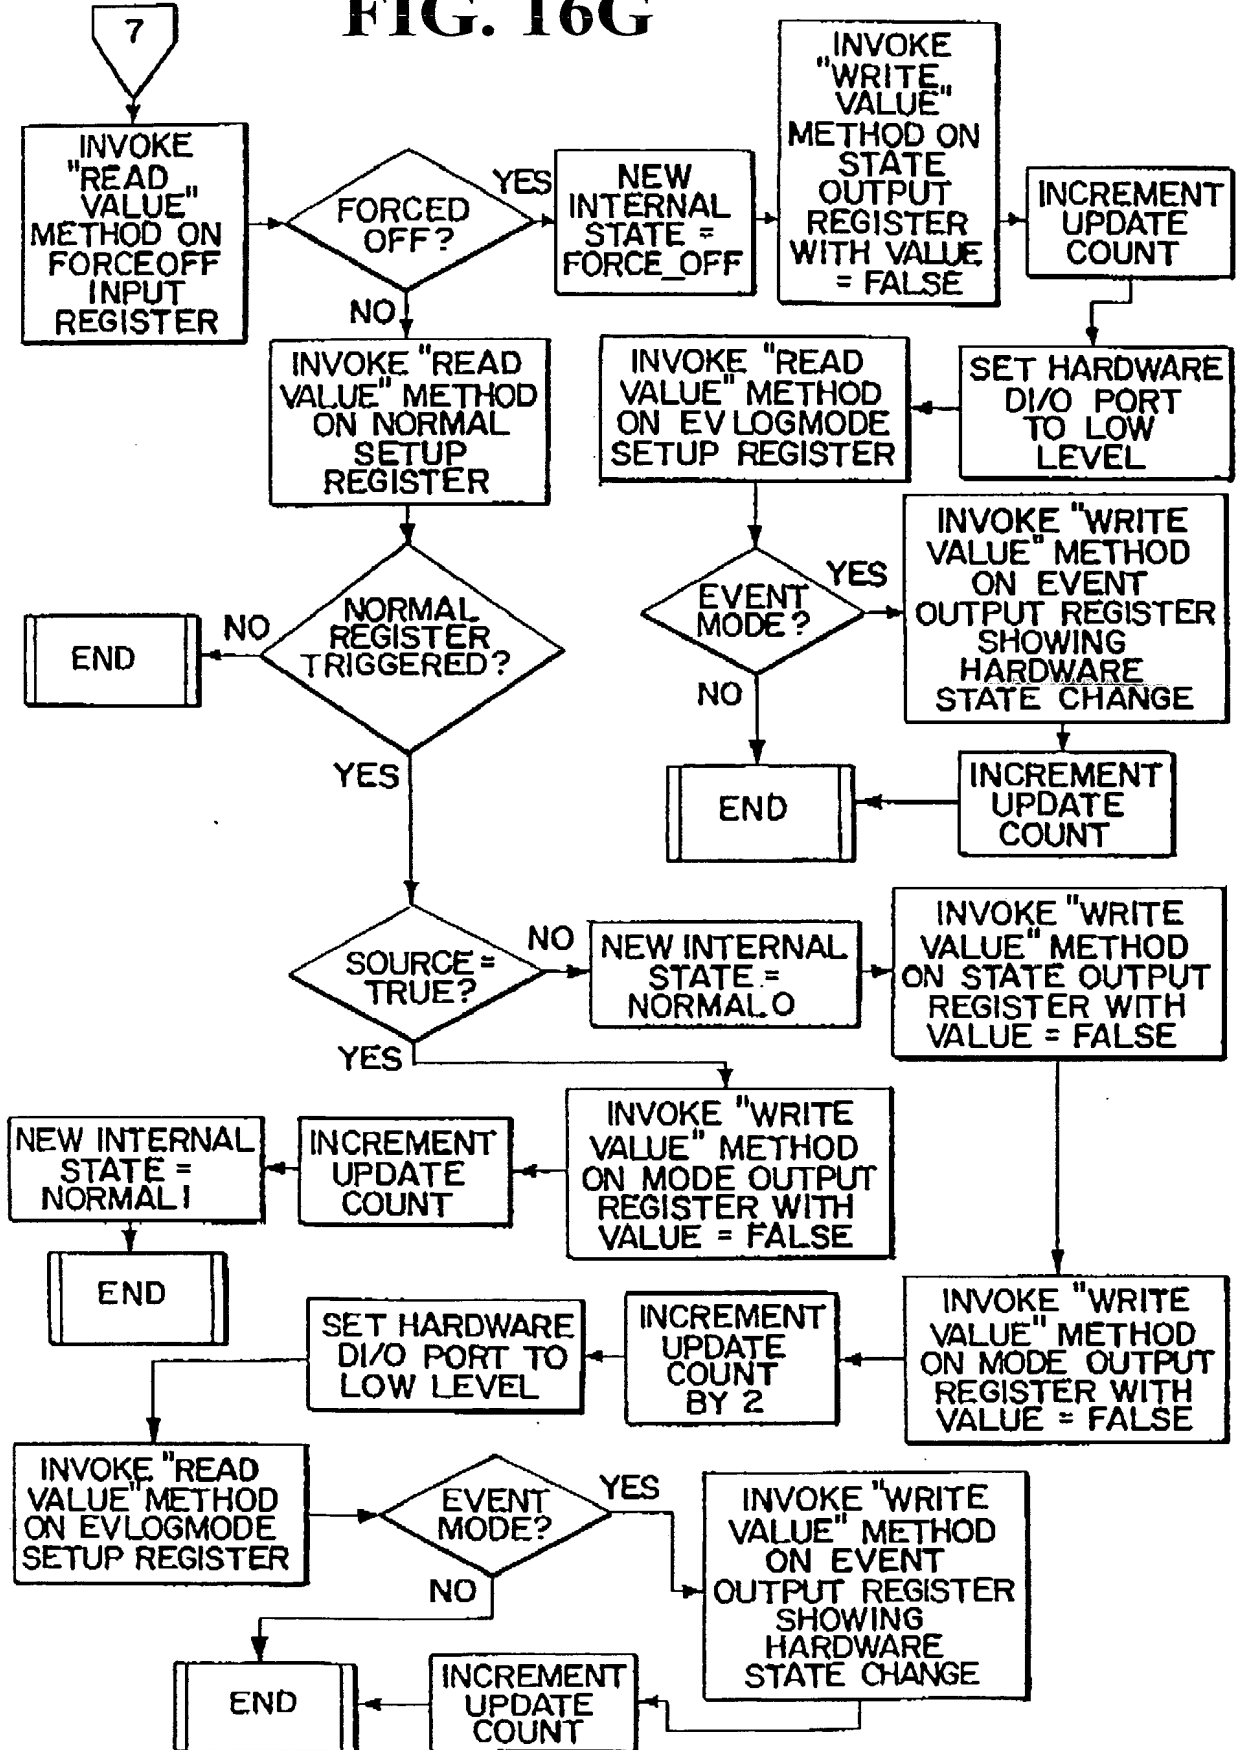 FIG. 16G
7
INVOKE
"READ
VALUE"
METHOD ON
FORCEOFF
INPUT
REGISTER
FORCED
OFF?
YES
NO
NEW
INTERNAL
STATE =
FORCE_OFF
INVOKE
"WRITE
VALUE"
METHOD ON
STATE
OUTPUT
REGISTER
WITH VALUE
= FALSE
INCREMENT
UPDATE
COUNT
SET HARDWARE
DI/O PORT
TO LOW
LEVEL
INVOKE "READ
VALUE" METHOD
ON EVLOGMODE
SETUP REGISTER
INVOKE "READ
VALUE" METHOD
ON NORMAL
SETUP
REGISTER
EVENT
MODE?
YES
NO
INVOKE "WRITE
VALUE" METHOD
ON EVENT
OUTPUT REGISTER
SHOWING
HARDWARE
STATE CHANGE
INCREMENT
UPDATE
COUNT
END
NORMAL
REGISTER
TRIGGERED?
NO
END
YES
SOURCE =
TRUE?
NO
NEW INTERNAL
STATE =
NORMAL0
INVOKE "WRITE
VALUE" METHOD
ON STATE OUTPUT
REGISTER WITH
VALUE = FALSE
YES
INVOKE "WRITE
VALUE" METHOD
ON MODE OUTPUT
REGISTER WITH
VALUE = FALSE
INCREMENT
UPDATE
COUNT
NEW INTERNAL
STATE =
NORMAL1
END
INVOKE "WRITE
VALUE" METHOD
ON MODE OUTPUT
REGISTER WITH
VALUE = FALSE
INCREMENT
UPDATE
COUNT
BY 2
SET HARDWARE
DI/O PORT TO
LOW LEVEL
INVOKE "READ
VALUE" METHOD
ON EVLOGMODE
SETUP REGISTER
EVENT
MODE?
YES
NO
INVOKE "WRITE
VALUE" METHOD
ON EVENT
OUTPUT REGISTER
SHOWING
HARDWARE
STATE CHANGE
INCREMENT
UPDATE
COUNT
END